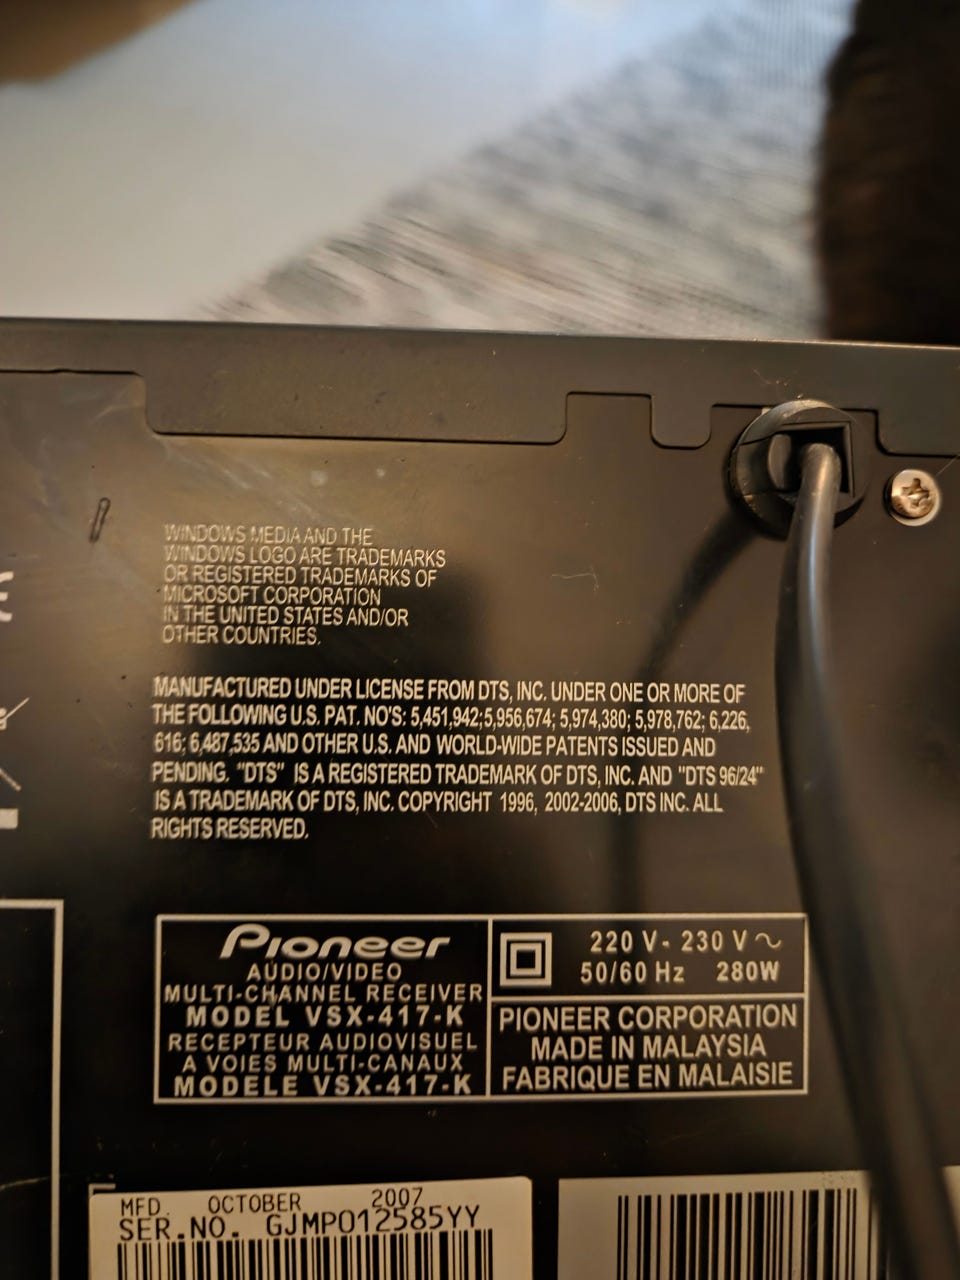 WINDOWS MEDIA AND THE
WINDOWS LOGO ARE TRADEMARKS
OR REGISTERED TRADEMARKS OF
MICROSOFT CORPORATION
IN THE UNITED STATES AND/OR
OTHER COUNTRIES.
MANUFACTURED UNDER LICENSE FROM DTS, INC. UNDER ONE OR MORE OF
THE FOLLOWING U.S. PAT. NO'S: 5,451,942;5,956,674; 5,974,380; 5,978,762; 6,226,
616; 6,487,535 AND OTHER U.S. AND WORLD-WIDE PATENTS ISSUED AND
PENDING. "DTS" IS A REGISTERED TRADEMARK OF DTS, INC. AND "DTS 96/24"
IS A TRADEMARK OF DTS, INC. COPYRIGHT 1996, 2002-2006, DTS INC. ALL
RIGHTS RESERVED.
Pioneer
AUDIO/VIDEO
MULTI-CHANNEL RECEIVER
MODEL VSX-417-K
RECEPTEUR AUDIOVISUEL
A VOIES MULTI-CANAUX
MODELE VSX-417-K
220 V- 230 V ~
50/60 Hz 280W
PIONEER CORPORATION
MADE IN MALAYSIA
FABRIQUE EN MALAISIE
MFD. OCTOBER 2007
SER.NO. GJMP012585YY